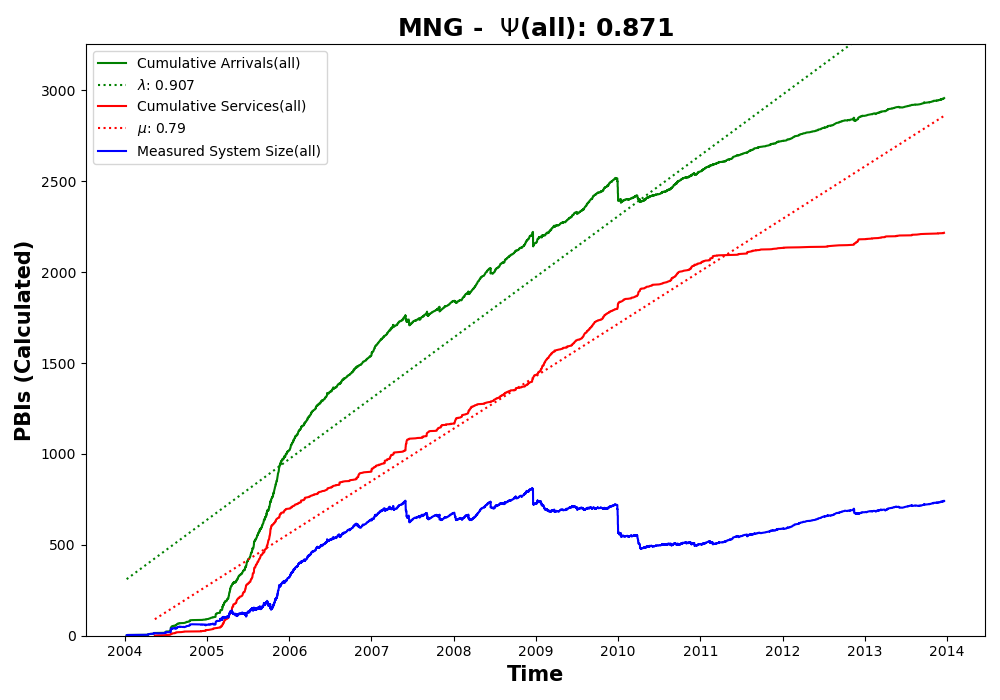 MNG - Ψ(all): 0.871
Cumulative Arrivals(all)
λ: 0.907
Cumulative Services(all)
μ: 0.79
Measured System Size(all)
PBIs (Calculated)
3000
2500
2000
1500
1000
500
0
2004 2005 2006 2007 2008 2009 2010 2011 2012 2013 2014
Time